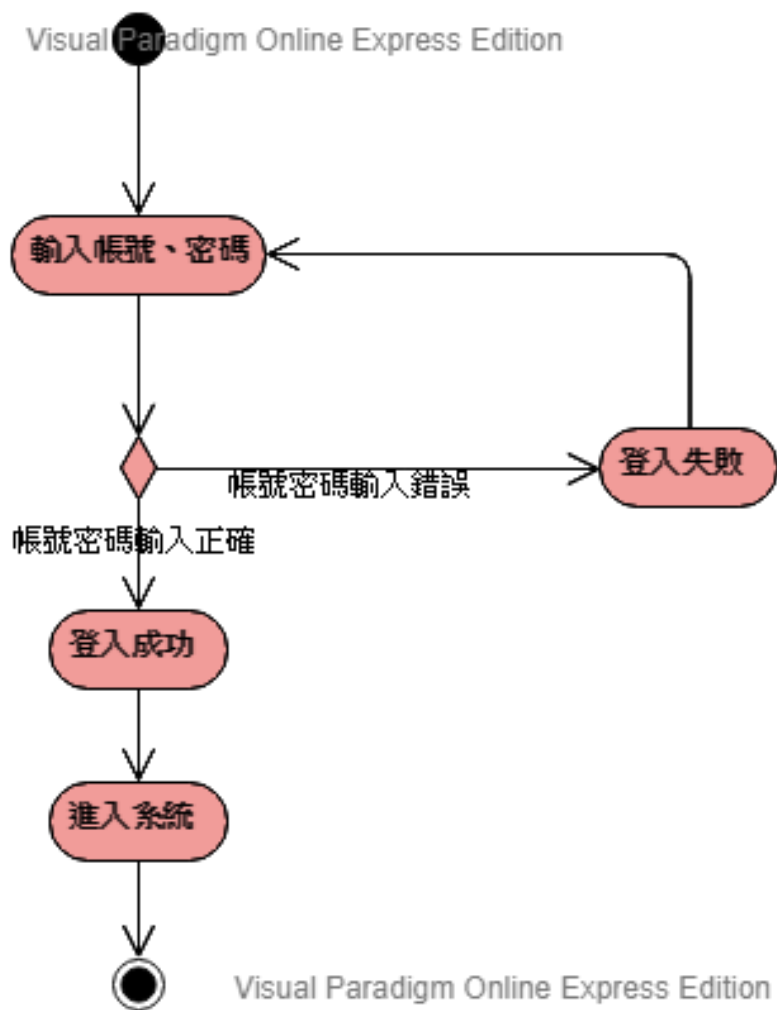 Visual Paradigm Online Express Edition
輸入帳號、密碼
登入失敗
帳號密碼輸入錯誤
帳號密碼輸入正確
登入成功
進入系統
Visual Paradigm Online Express Edition